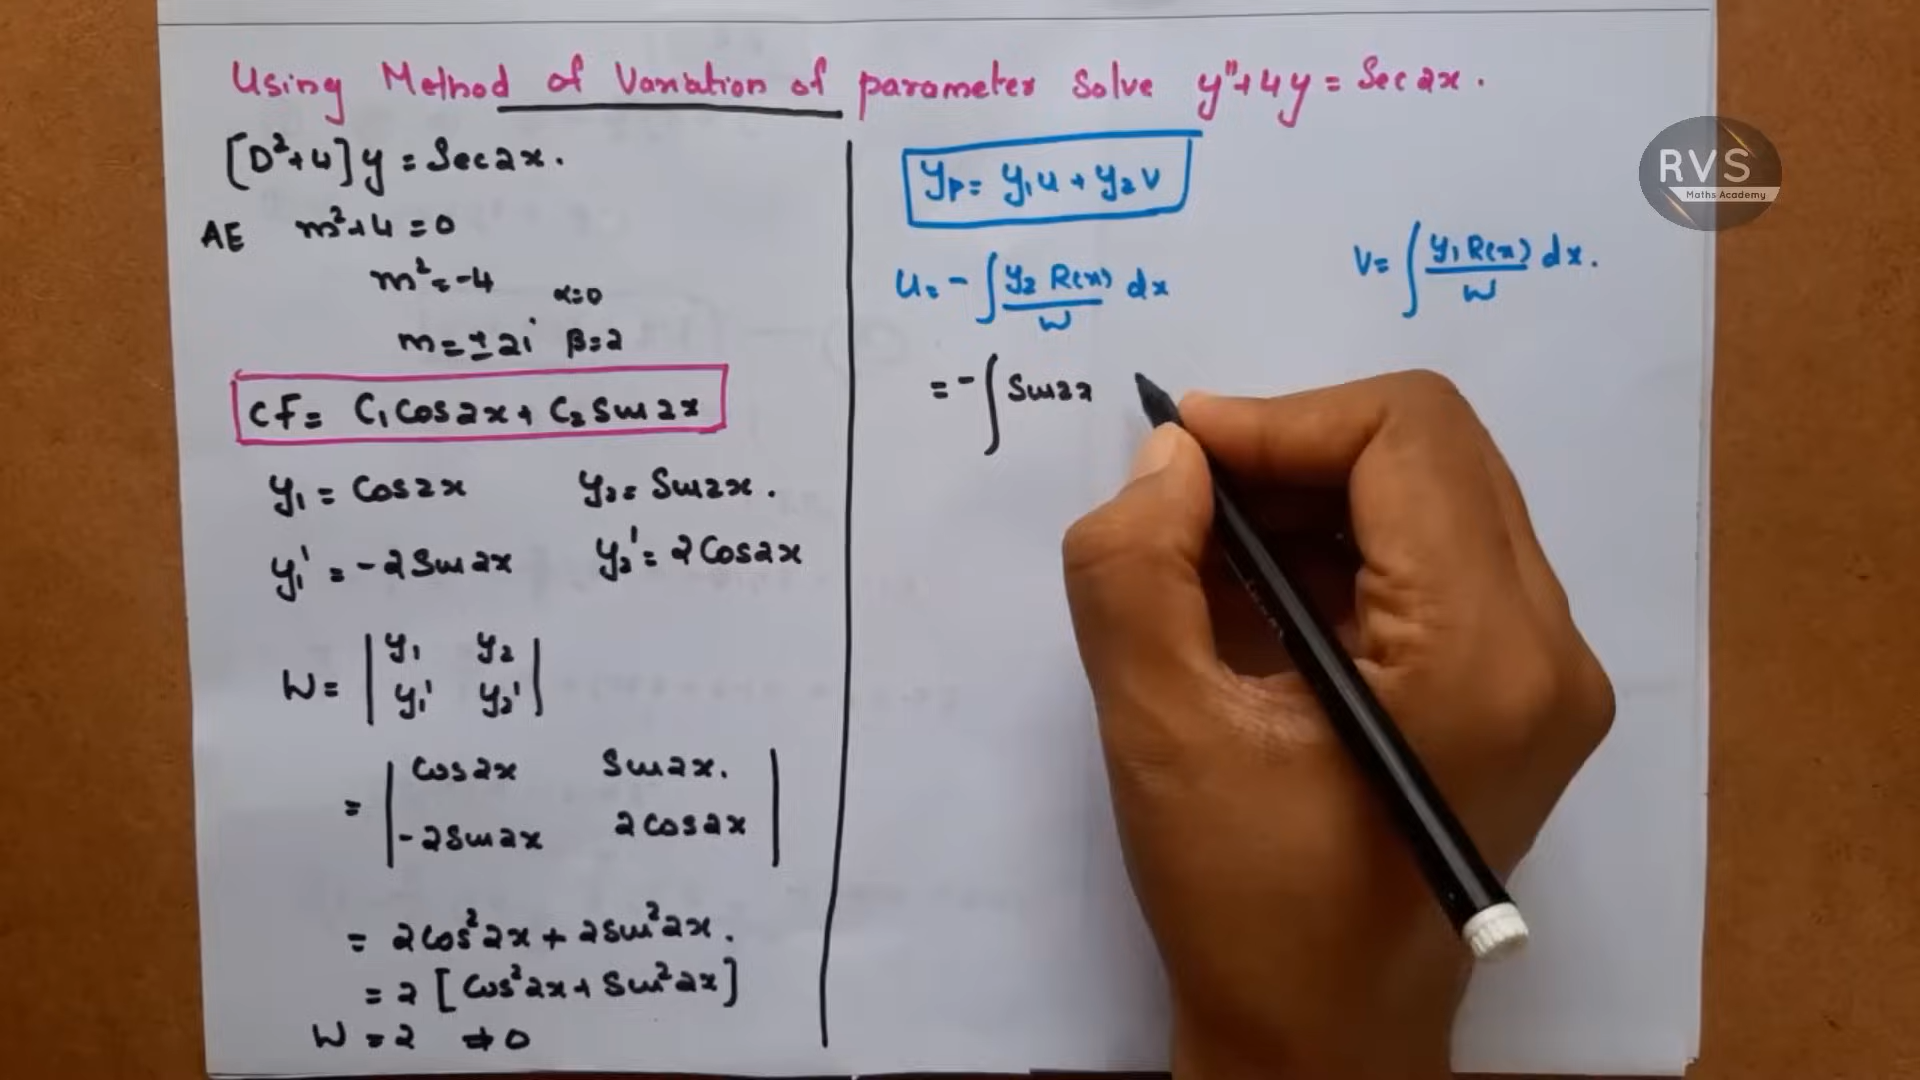 Using Method of Variation of parameter Solve y"+4y = Sec2x.
[D²+4]y = Sec2x.
AE m²+4 = 0
m² = -4
α=0
m = ±2i β=2
CF = C₁Cos2x + C₂Sin2x
y₁ = Cos2x y₂ = Sin2x.
y₁' = -2Sin2x y₂' = 2Cos2x
W = | y₁ y₂ |
| y₁' y₂' |
= | Cos2x Sin2x. |
| -2Sin2x 2Cos2x |
= 2Cos²2x + 2Sin²2x.
= 2[Cos²2x + Sin²2x]
W = 2 ≠ 0
yₚ = y₁u + y₂v
u = -∫ y₂ R(x) / W dx
v = ∫ y₁ R(x) / W dx.
= -∫ Sin2x
RVS
Maths Academy